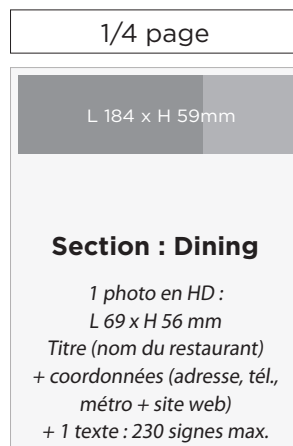 1/4 page
L 184 x H 59mm
Section : Dining
1 photo en HD :
L 69 x H 56 mm
Titre (nom du restaurant)
+ coordonnées (adresse, tél.,
métro + site web)
+ 1 texte : 230 signes max.